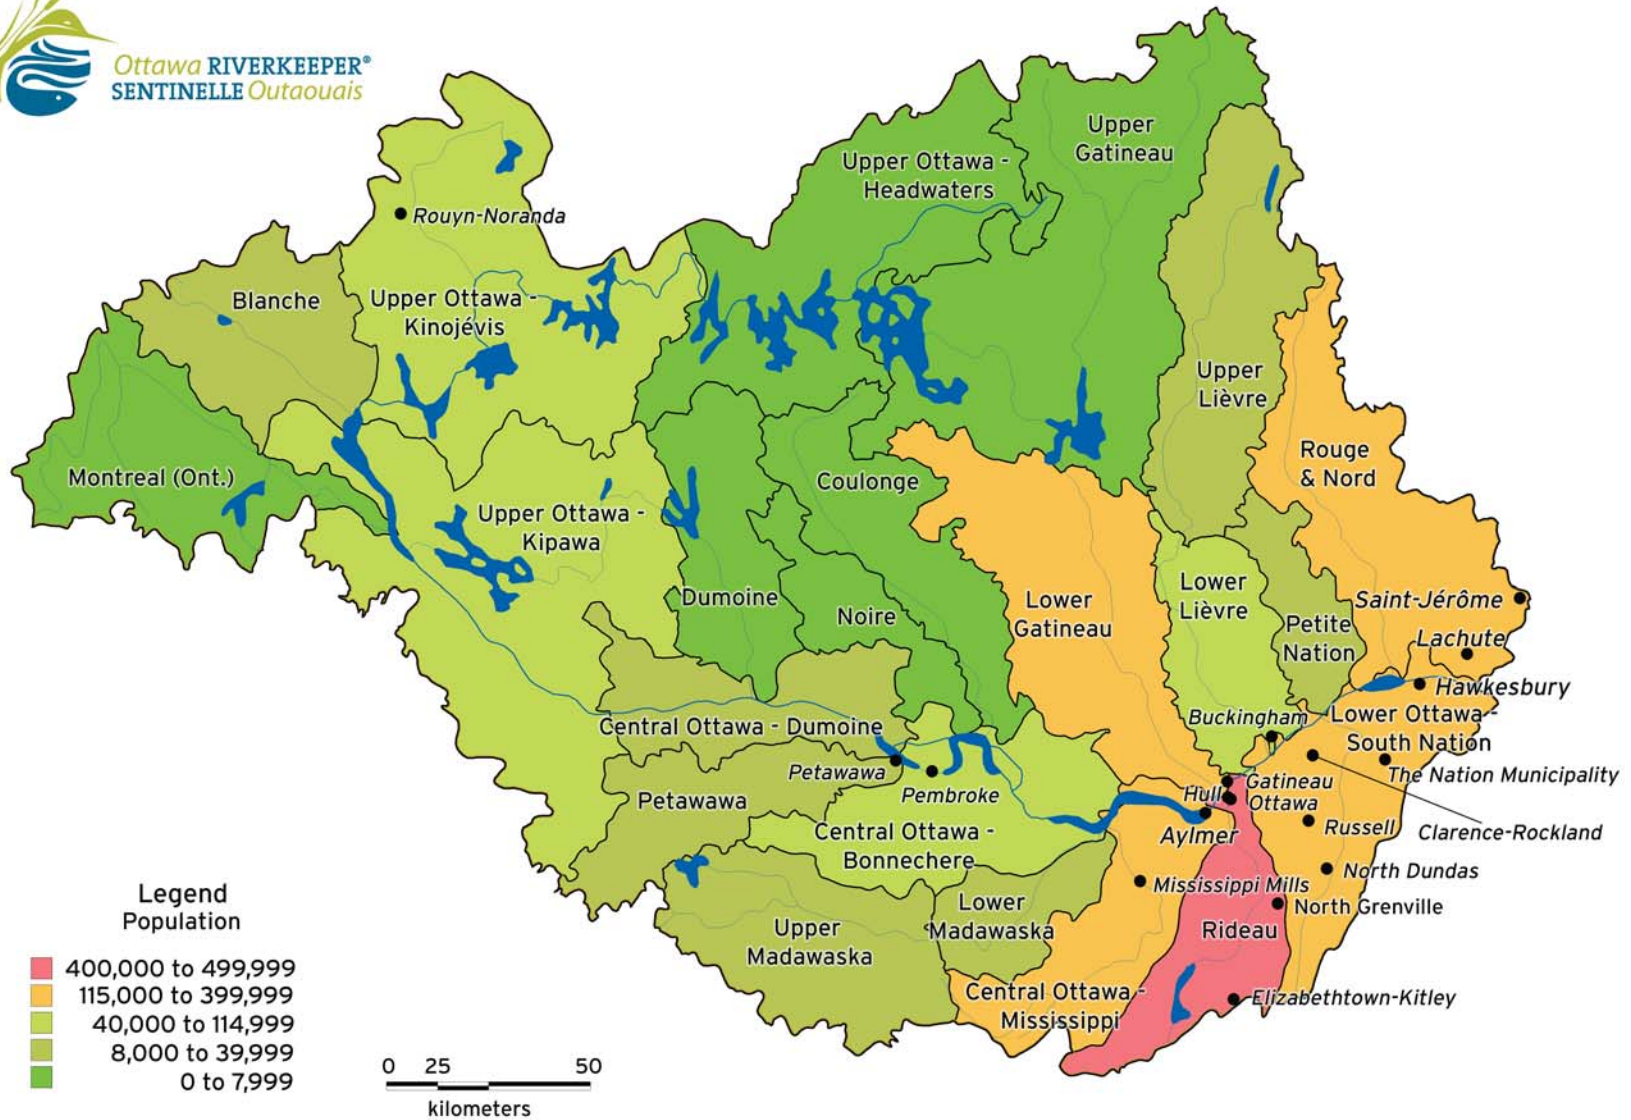 Ottawa RIVERKEEPER®
SENTINELLE Outaouais
Upper
Gatineau
Upper Ottawa -
Headwaters
Rouyn-Noranda
Blanche
Upper Ottawa -
Kinojévis
Upper
Lièvre
Rouge
& Nord
Montreal (Ont.)
Coulonge
Upper Ottawa -
Kipawa
Dumoine
Noire
Lower
Gatineau
Lower
Lièvre
Petite
Nation
Saint-Jérôme
Lachute
Hawkesbury
Buckingham
Lower Ottawa -
South Nation
Central Ottawa - Dumoine
The Nation Municipality
Petawawa
Pembroke
Petawawa
Gatineau
Hull
Ottawa
Aylmer
Russell
Clarence-Rockland
Central Ottawa -
Bonnechere
North Dundas
Mississippi Mills
North Grenville
Lower
Madawaska
Upper
Madawaska
Rideau
Central Ottawa -
Mississippi
Elizabethtown-Kitley
Legend
Population
400,000 to 499,999
115,000 to 399,999
40,000 to 114,999
8,000 to 39,999
0 to 7,999
0 25 50
kilometers